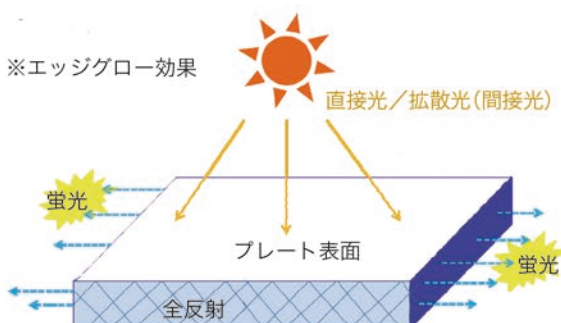 ※エッジグロー効果
直接光／拡散光（間接光）
蛍光
プレート表面
蛍光
全反射